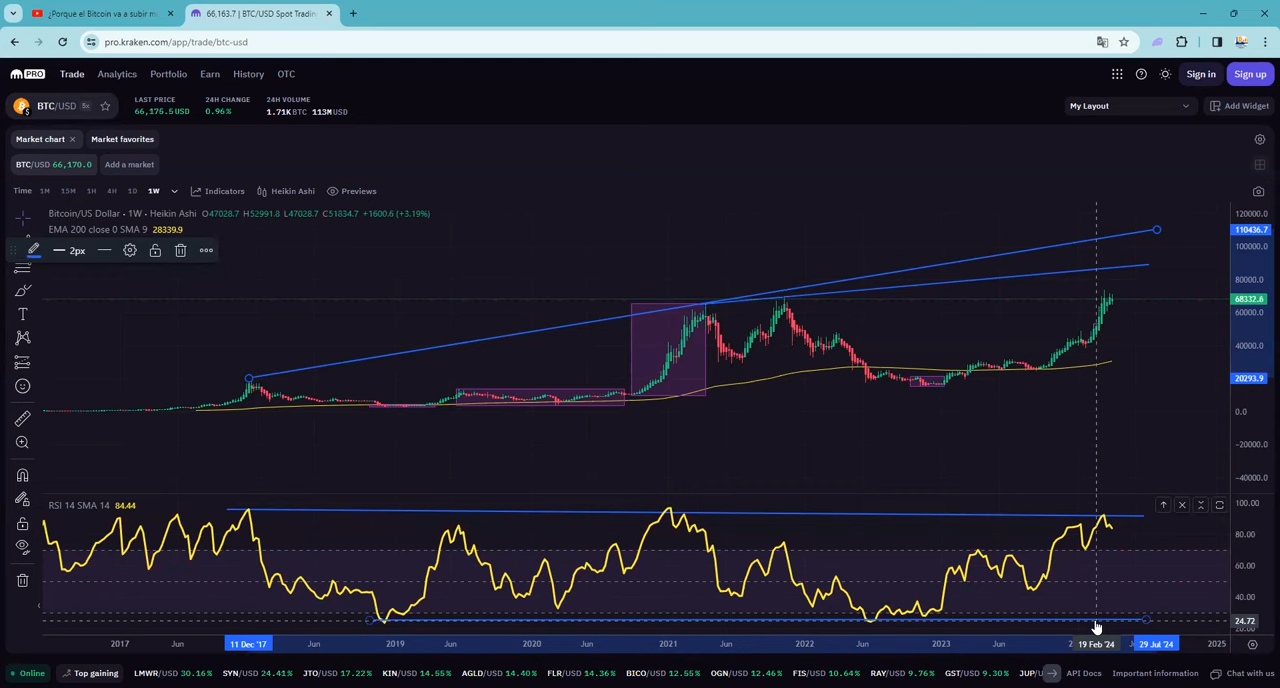 ¿Porque el Bitcoin va a subir m
66,163.7 | BTC/USD Spot Tradin
pro.kraken.com/app/trade/btc-usd
PRO Trade Analytics Portfolio Earn History OTC
Sign in Sign up
BTC/USD 5x
LAST PRICE 24H CHANGE 24H VOLUME
66,175.5 USD 0.96% 1.71K BTC 113M USD
My Layout Add Widget
Market chart Market favorites
BTC/USD 66,170.0 Add a market
Time 1M 15M 1H 4H 1D 1W Indicators Heikin Ashi Previews
Bitcoin/US Dollar · 1W · Heikin Ashi O47028.7 H52991.8 L47028.7 C51834.7 +1600.6 (+3.19%)
EMA 200 close 0 SMA 9 28339.9
2px
120000.0
110436.7
100000.0
80000.0
68332.6
60000.0
40000.0
20293.9
0.0
-20000.0
-40000.0
RSI 14 SMA 14 84.44
100.00
80.00
60.00
40.00
24.72
20.00
2017 Jun 11 Dec '17 Jun 2019 Jun 2020 Jun 2021 Jun 2022 Jun 2023 Jun 19 Feb '24 29 Jul '24 2025
Online Top gaining LMWR/USD 30.16% SYN/USD 24.41% JTO/USD 17.22% KIN/USD 14.55% AGLD/USD 14.40% FLR/USD 14.36% BICO/USD 12.65% OGN/USD 12.46% FIS/USD 10.64% RAY/USD 9.76% GST/USD 9.30% JUP/U API Docs Important information Chat with us